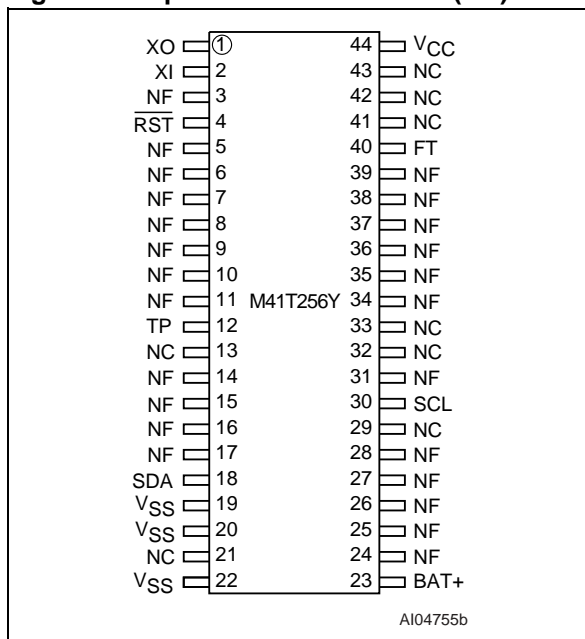 XO 1 44 VCC
XI 2 43 NC
NF 3 42 NC
RST 4 41 NC
NF 5 40 FT
NF 6 39 NF
NF 7 38 NF
NF 8 37 NF
NF 9 36 NF
NF 10 35 NF
NF 11 M41T256Y 34 NF
TP 12 33 NC
NC 13 32 NC
NF 14 31 NF
NF 15 30 SCL
NF 16 29 NC
NF 17 28 NF
SDA 18 27 NF
VSS 19 26 NF
VSS 20 25 NF
NC 21 24 NF
VSS 22 23 BAT+
AI04755b